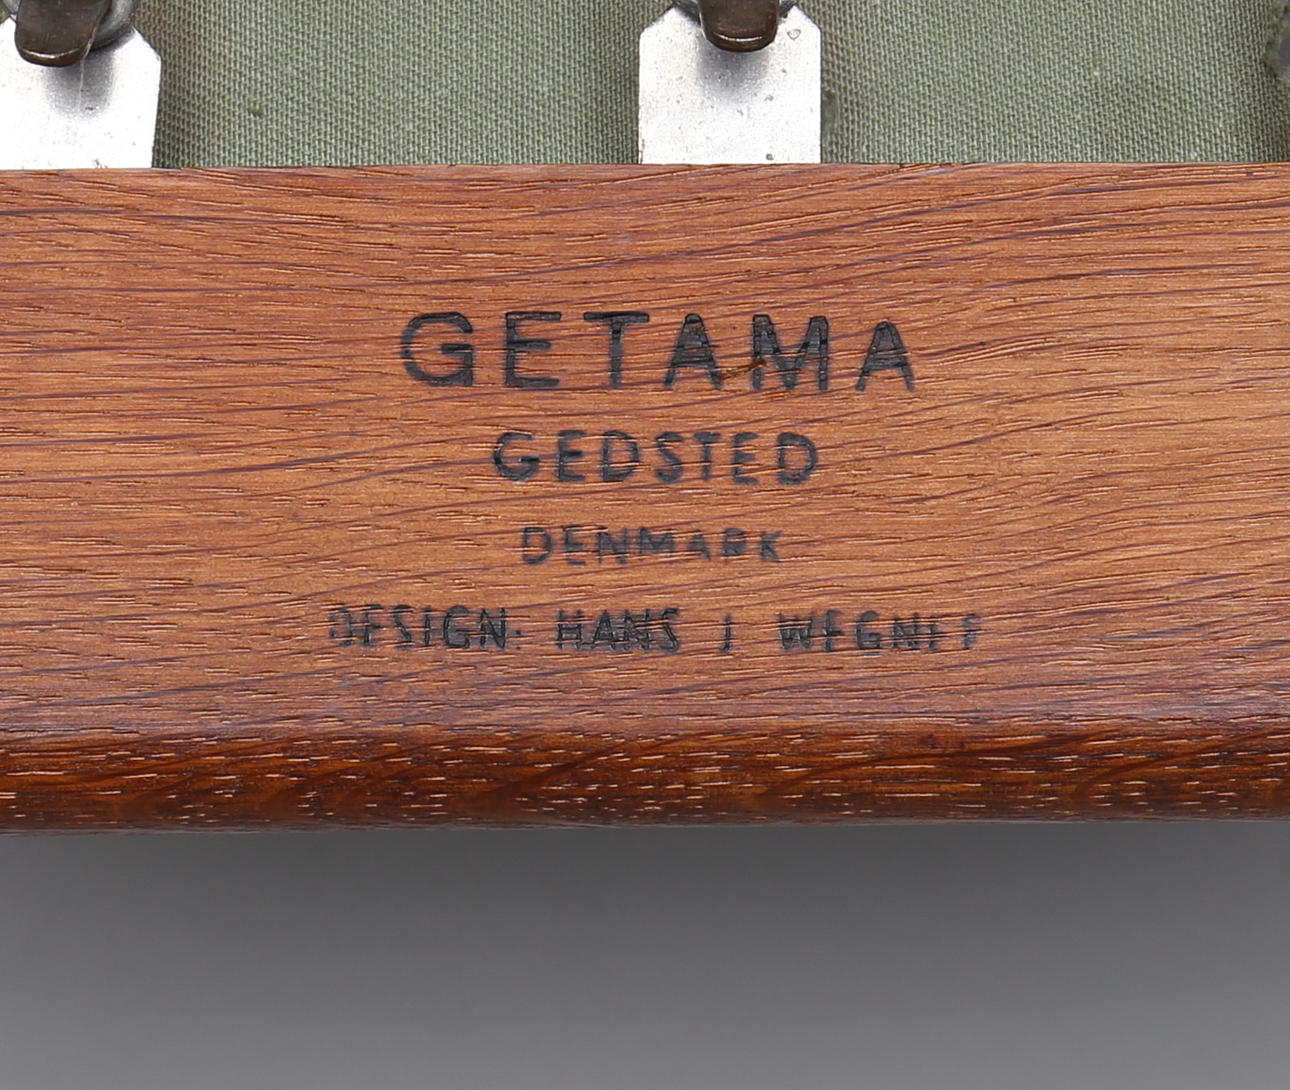 GETAMA
GEDSTED
DENMARK
DESIGN: HANS J WEGNER